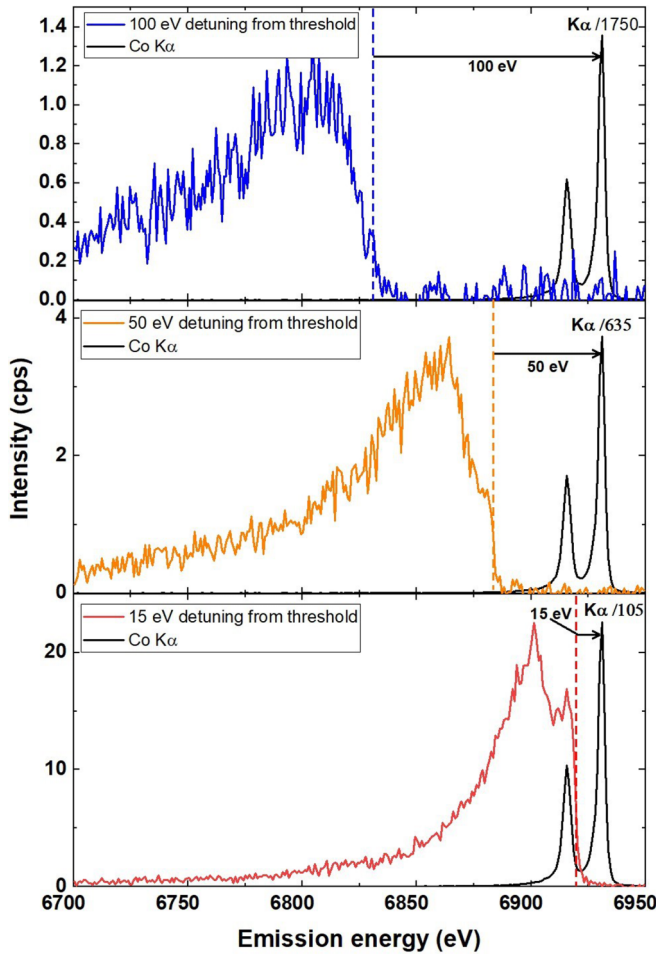 1.4
1.2
1.0
0.8
0.6
0.4
0.2
0.0
100 eV detuning from threshold
Co Kα
Kα /1750
100 eV
4
2
0
50 eV detuning from threshold
Co Kα
Kα /635
50 eV
20
10
0
15 eV detuning from threshold
Co Kα
15 eV
Kα /105
6700
6750
6800
6850
6900
6950
Intensity (cps)
Emission energy (eV)